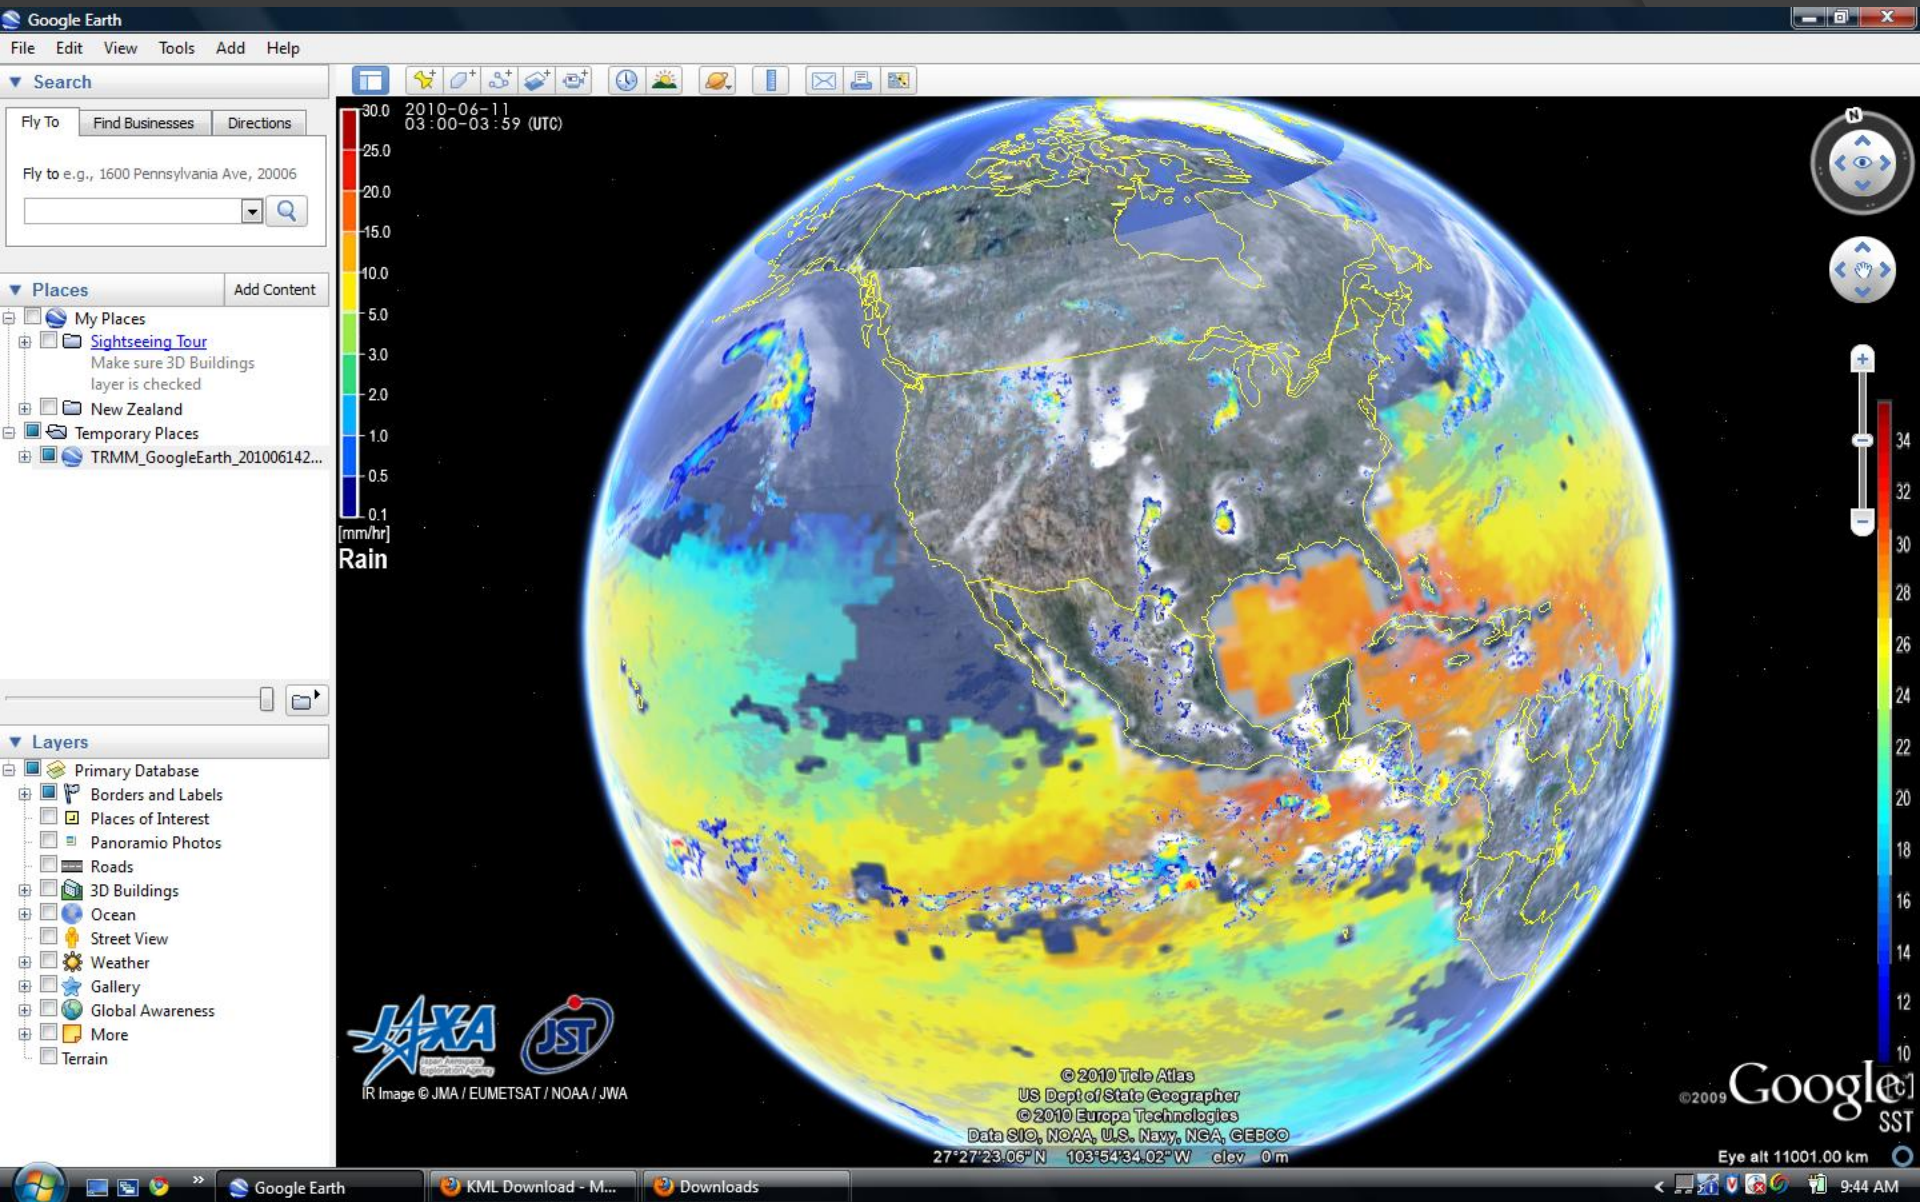 Google Earth
File Edit View Tools Add Help
Search
Fly To Find Businesses Directions
Fly to e.g., 1600 Pennsylvania Ave, 20006
Places Add Content
My Places
Sightseeing Tour
Make sure 3D Buildings
layer is checked
New Zealand
Temporary Places
TRMM_GoogleEarth_201006142...
Layers
Primary Database
Borders and Labels
Places of Interest
Panoramio Photos
Roads
3D Buildings
Ocean
Street View
Weather
Gallery
Global Awareness
More
Terrain
30.0
25.0
20.0
15.0
10.0
5.0
3.0
2.0
1.0
0.5
0.1
[mm/hr]
Rain
2010-06-11
03:00-03:59 (UTC)
N
34
32
30
28
26
24
22
20
18
16
14
12
10
[°C]
SST
JAXA
Japan Aerospace
Exploration Agency
JST
IR Image © JMA / EUMETSAT / NOAA / JWA
© 2010 Tele Atlas
US Dept of State Geographer
© 2010 Europa Technologies
Data SIO, NOAA, U.S. Navy, NGA, GEBCO
27°27'23.06" N 103°54'34.02" W elev 0 m
©2009 Google
Eye alt 11001.00 km
Google Earth
KML Download - M...
Downloads
9:44 AM